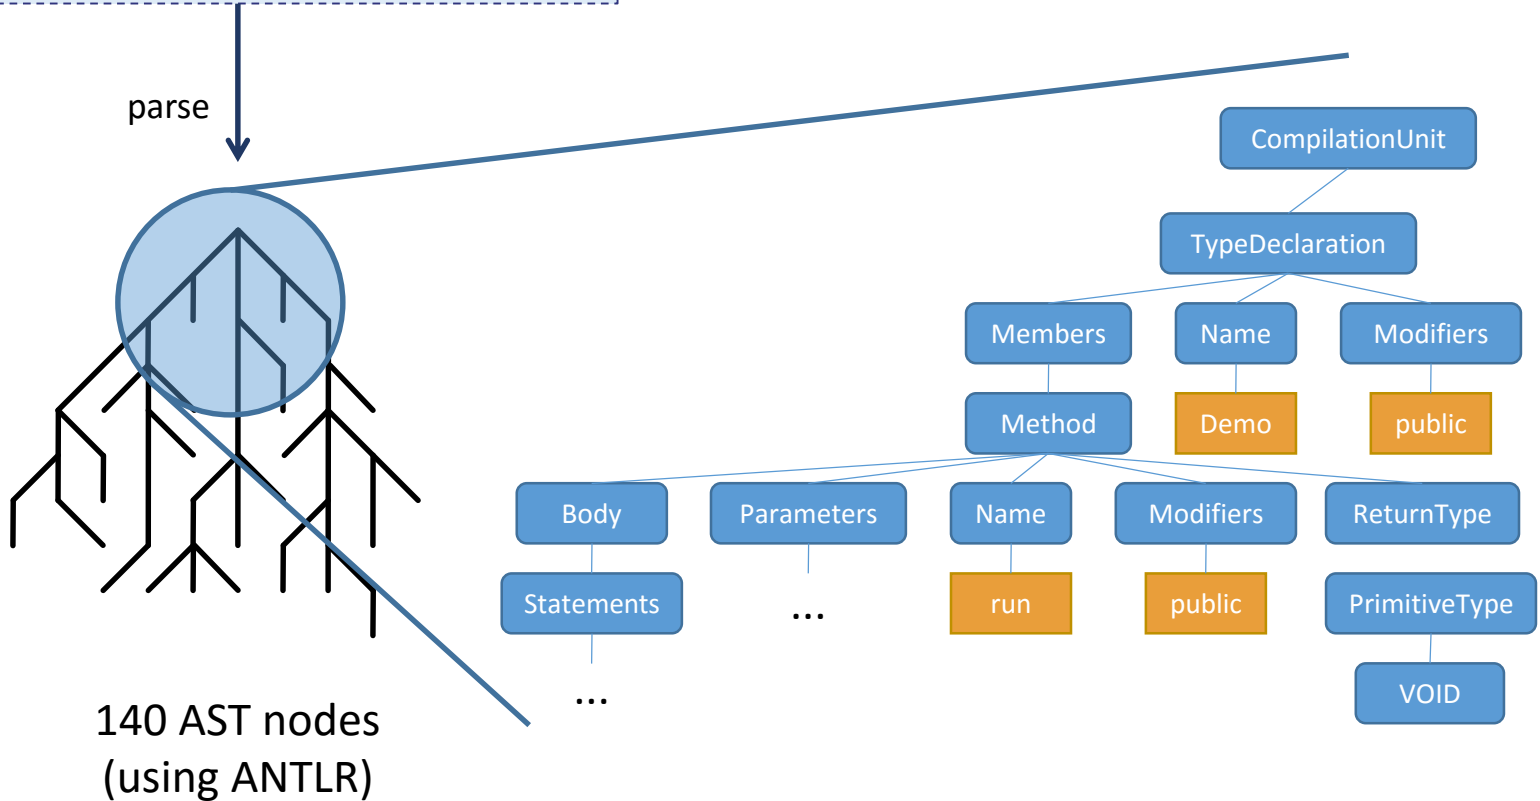 parse
CompilationUnit
TypeDeclaration
Members Name Modifiers
Method Demo public
Body Parameters Name Modifiers ReturnType
Statements ... run public PrimitiveType
... VOID
140 AST nodes
(using ANTLR)